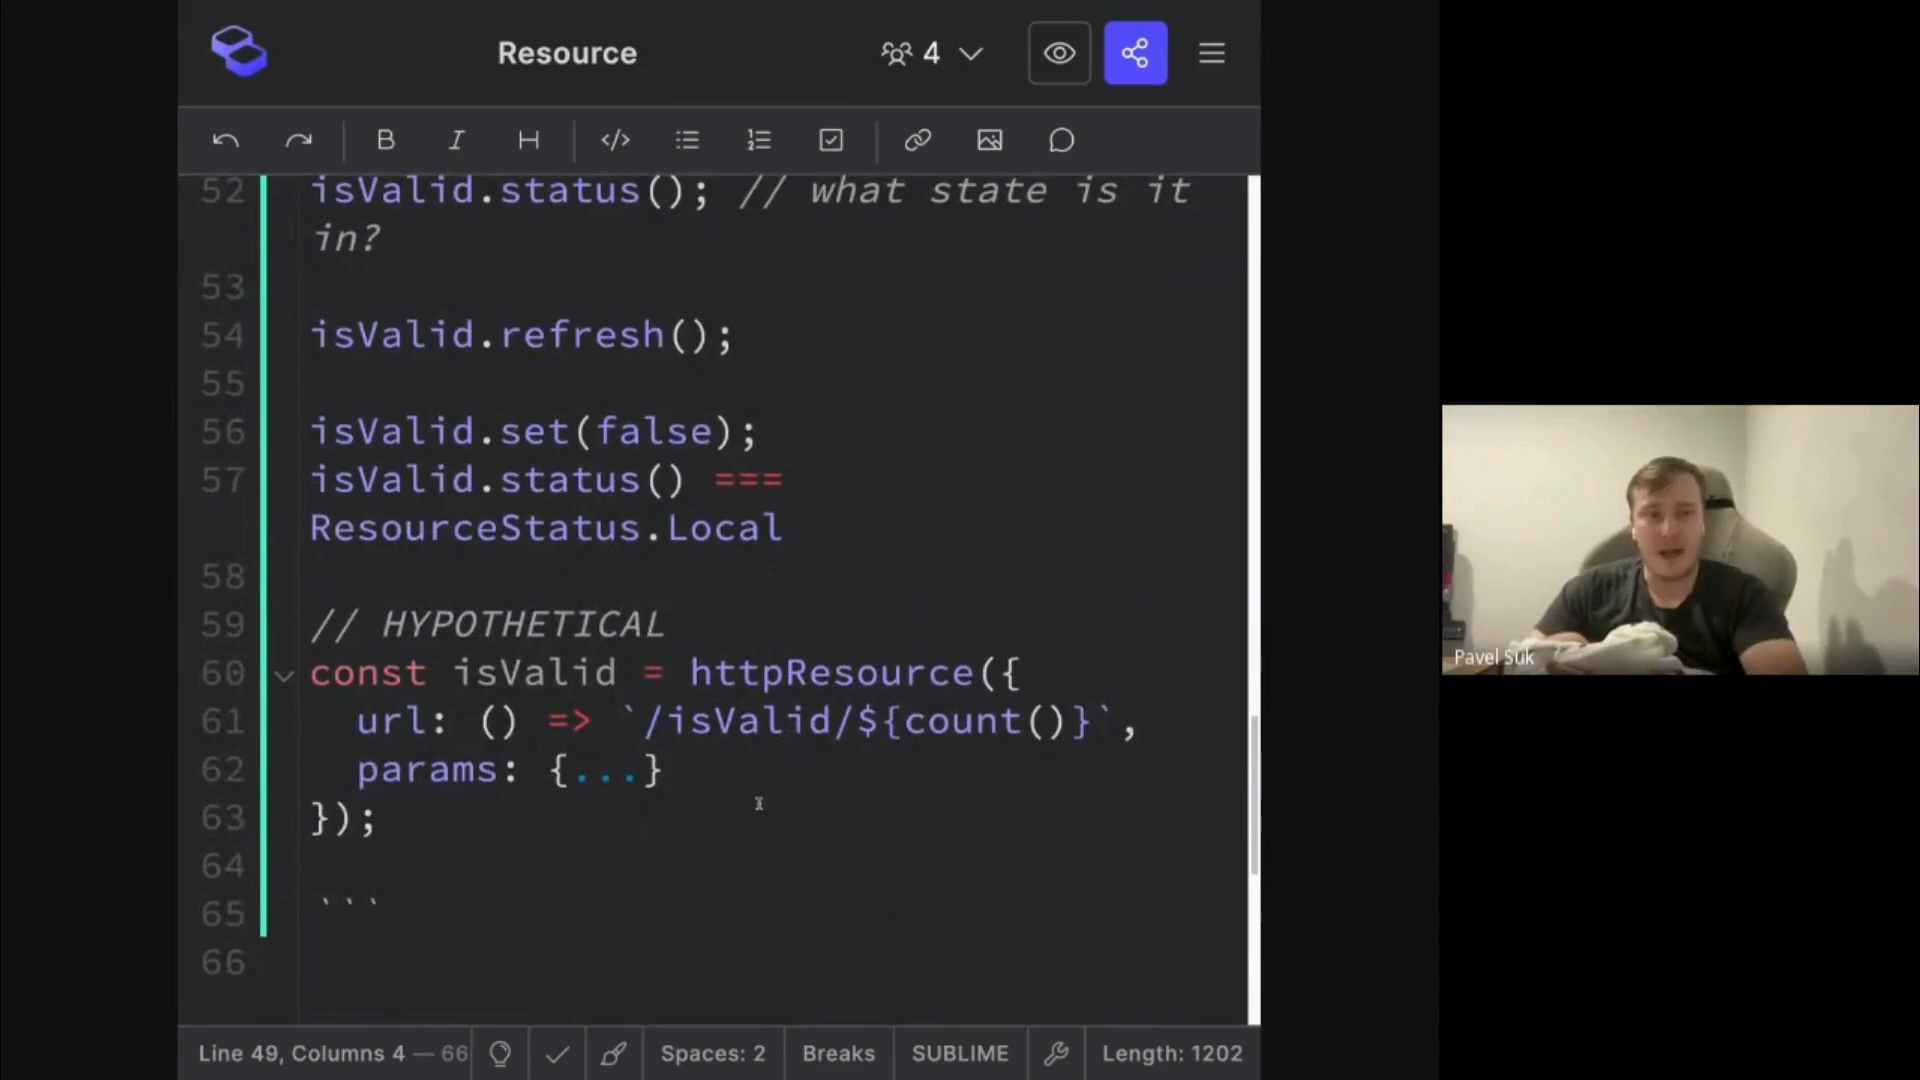 Resource
4
52 isValid.status(); // what state is it
in?
53
54 isValid.refresh();
55
56 isValid.set(false);
57 isValid.status() ===
ResourceStatus.Local
58
59 // HYPOTHETICAL
60 const isValid = httpResource({
61 url: () => `/isValid/${count()}`,
62 params: {...}
63 });
64
65 ```
66
Line 49, Columns 4 — 66
Spaces: 2
Breaks
SUBLIME
Length: 1202
Pavel Suk